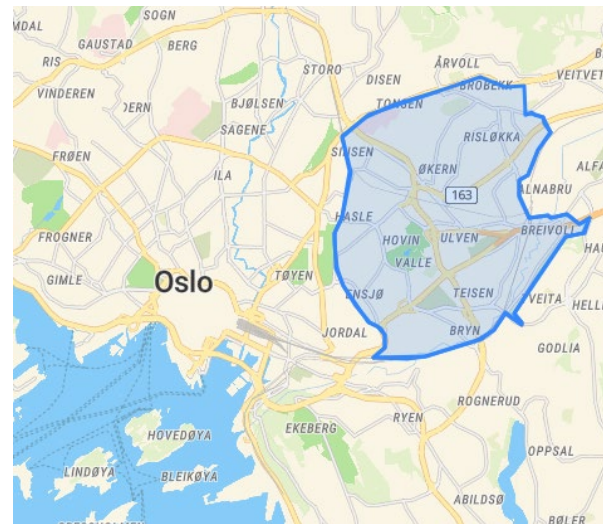 SOGN
MDAL
GAUSTAD
BERG
RIS
STORO
DISEN
ÅRVOLL
VEITVET
BROBEKK
VINDEREN
DERN
BJØLSEN
TONSEN
SAGENE
RISLØKKA
FRØEN
ILA
SINSEN
ØKERN
163
ALNABRU
ALFA
HASLE
FROGNER
HOVIN
ULVEN
BREIVOLL
VALLE
GIMLE
Oslo
TØYEN
ENSJØ
TEISEN
VEITA
HELL
JORDAL
BRYN
GODLIA
ROGNERUD
EKEBERG
RYEN
HOVEDØYA
OPPSAL
LINDØYA
BLEIKØYA
ABILDSØ
BØLER